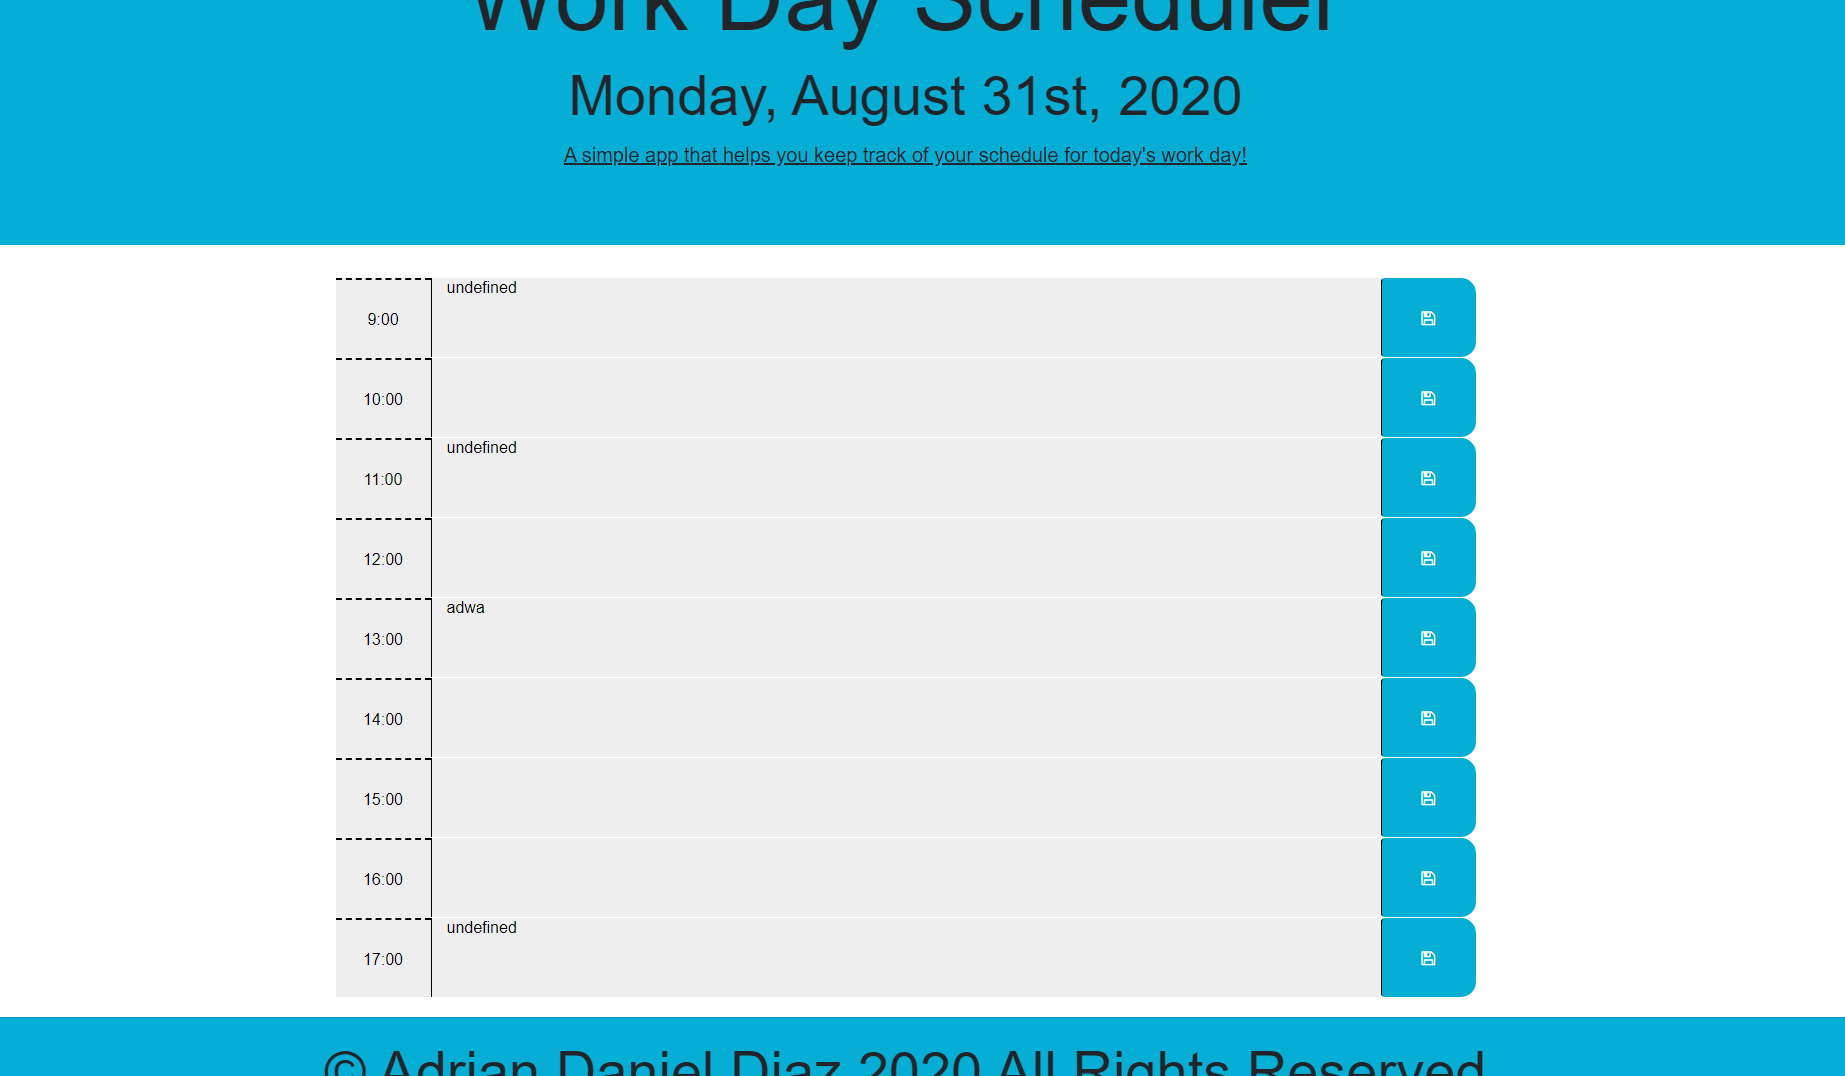 Work Day Scheduler
Monday, August 31st, 2020
A simple app that helps you keep track of your schedule for today's work day!
9:00
undefined
10:00
11:00
undefined
12:00
13:00
adwa
14:00
15:00
16:00
17:00
undefined
© Adrian Daniel Diaz 2020 All Rights Reserved